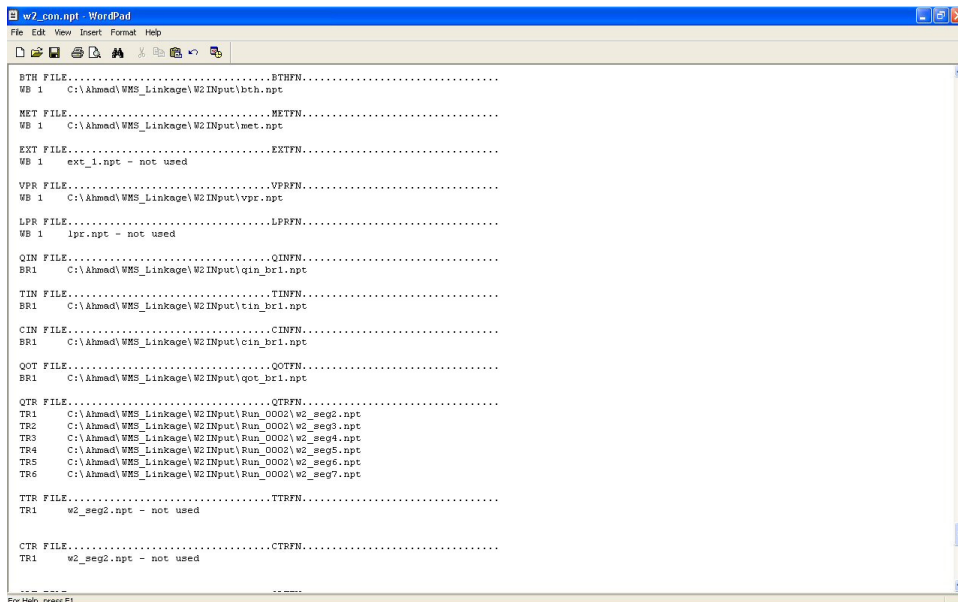 w2_con.npt - WordPad
File Edit View Insert Format Help
BTH FILE..................................BTHFN.................................
WB 1 C:\Ahmad\WMS_Linkage\W2INput\bth.npt
MET FILE..................................METFN.................................
WB 1 C:\Ahmad\WMS_Linkage\W2INput\met.npt
EXT FILE..................................EXTFN.................................
WB 1 ext_1.npt - not used
VPR FILE..................................VPRFN.................................
WB 1 C:\Ahmad\WMS_Linkage\W2INput\vpr.npt
LPR FILE..................................LPRFN.................................
WB 1 lpr.npt - not used
QIN FILE..................................QINFN.................................
BR1 C:\Ahmad\WMS_Linkage\W2INput\qin_br1.npt
TIN FILE..................................TINFN.................................
BR1 C:\Ahmad\WMS_Linkage\W2INput\tin_br1.npt
CIN FILE..................................CINFN.................................
BR1 C:\Ahmad\WMS_Linkage\W2INput\cin_br1.npt
QOT FILE..................................QOTFN.................................
BR1 C:\Ahmad\WMS_Linkage\W2INput\qot_br1.npt
QTR FILE..................................QTRFN.................................
TR1 C:\Ahmad\WMS_Linkage\W2INput\Run_0002\w2_seg2.npt
TR2 C:\Ahmad\WMS_Linkage\W2INput\Run_0002\w2_seg3.npt
TR3 C:\Ahmad\WMS_Linkage\W2INput\Run_0002\w2_seg4.npt
TR4 C:\Ahmad\WMS_Linkage\W2INput\Run_0002\w2_seg5.npt
TR5 C:\Ahmad\WMS_Linkage\W2INput\Run_0002\w2_seg6.npt
TR6 C:\Ahmad\WMS_Linkage\W2INput\Run_0002\w2_seg7.npt
TTR FILE..................................TTRFN.................................
TR1 w2_seg2.npt - not used
CTR FILE..................................CTRFN.................................
TR1 w2_seg2.npt - not used
For Help, press F1